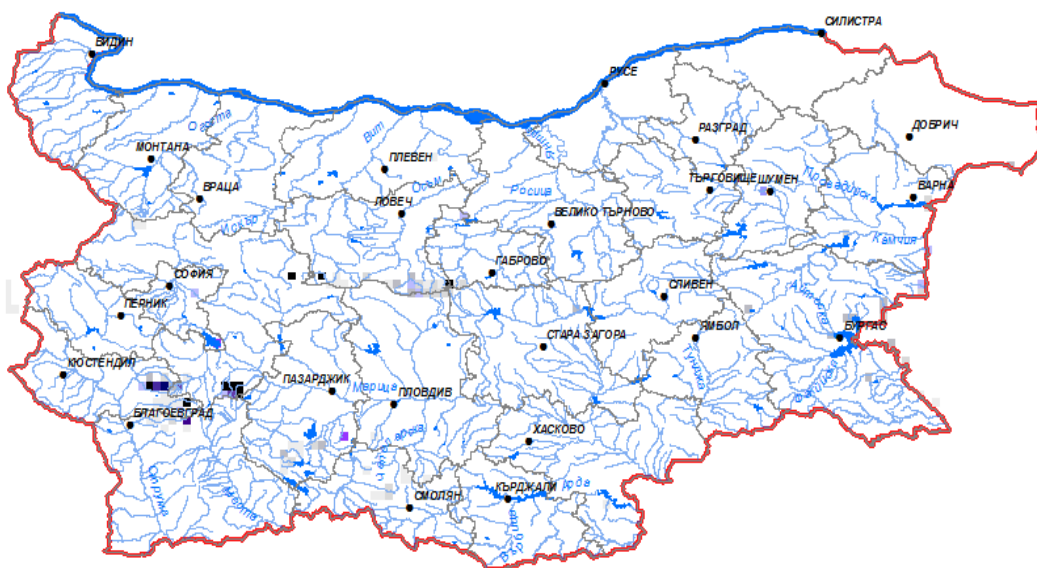 СИЛИСТРА
ВИДИН
РУСЕ
Огоста
Вит
РАЗГРАД
ДОБРИЧ
МОНТАНА
ПЛЕВЕН
ВРАЦА
Осъм
Росица
ТЪРГОВИЩЕ
ШУМЕН
Провадийска
ВАРНА
ЛОВЕЧ
Искър
ВЕЛИКО ТЪРНОВО
Камчия
СОФИЯ
ГАБРОВО
СЛИВЕН
ПЕРНИК
ЯМБОЛ
БУРГАС
СТАРА ЗАГОРА
Тунджа
КЮСТЕНДИЛ
ПАЗАРДЖИК
Марица
ПЛОВДИВ
БЛАГОЕВГРАД
ХАСКОВО
Струма
Места
СМОЛЯН
КЪРДЖАЛИ